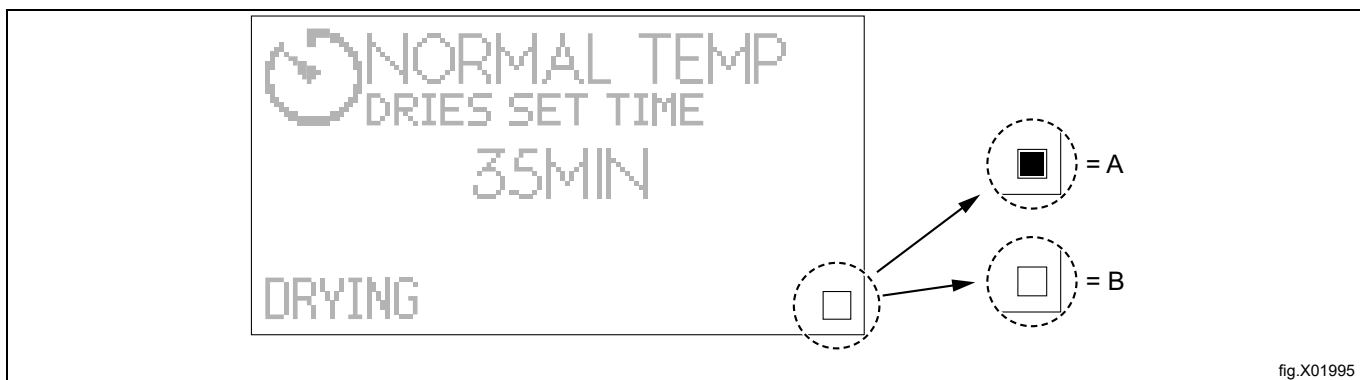 NORMAL TEMP
DRIES SET TIME
35MIN
DRYING
= A
= B
fig.X01995